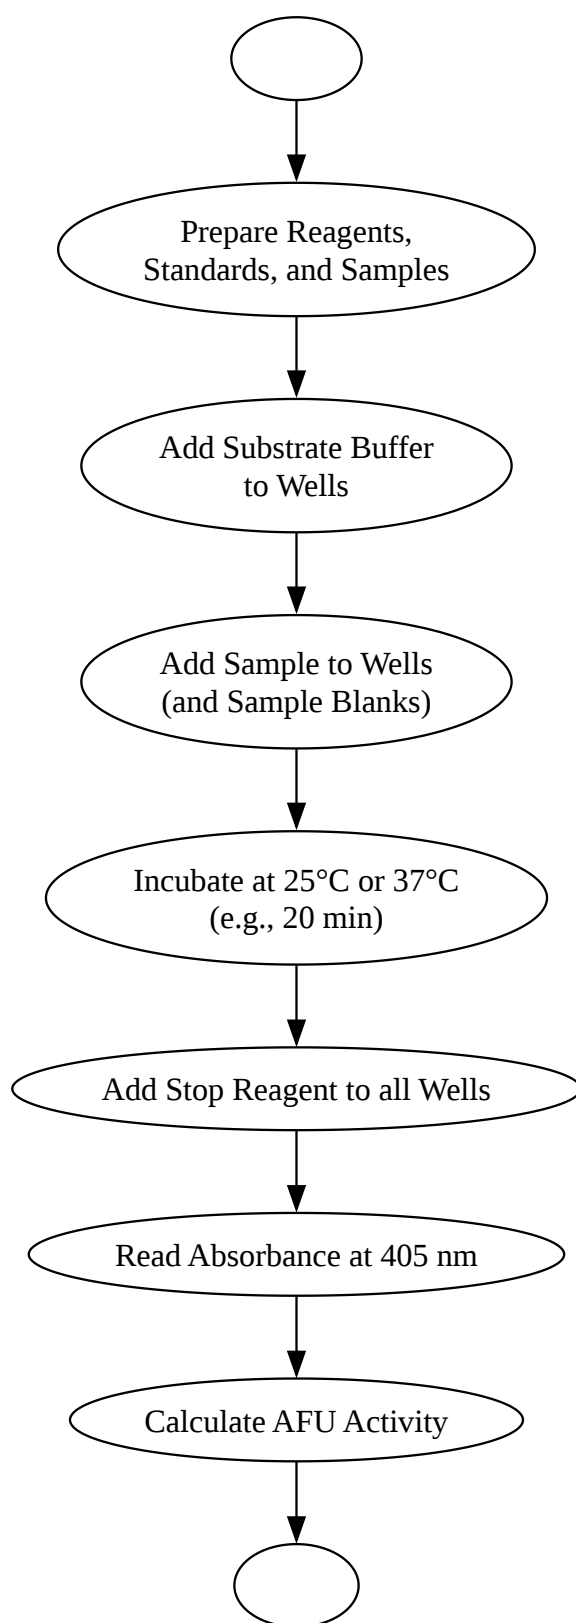 Prepare Reagents,
Standards, and Samples
Add Substrate Buffer
to Wells
Add Sample to Wells
(and Sample Blanks)
Incubate at 25°C or 37°C
(e.g., 20 min)
Add Stop Reagent to all Wells
Read Absorbance at 405 nm
Calculate AFU Activity